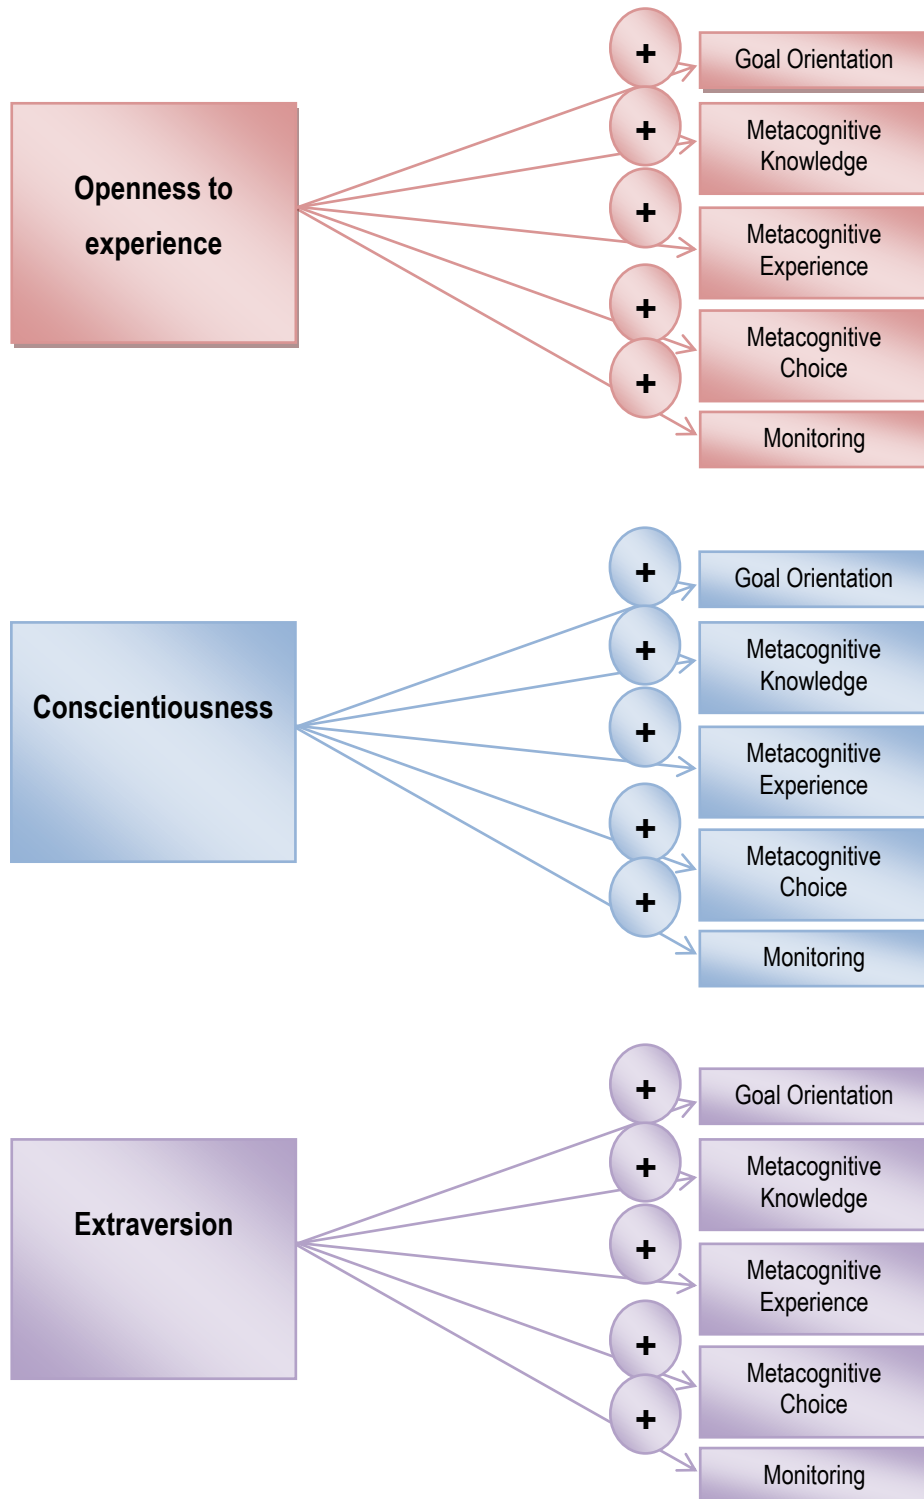 Openness to
experience
+
Goal Orientation
+
Metacognitive
Knowledge
+
Metacognitive
Experience
+
Metacognitive
Choice
+
Monitoring
Conscientiousness
+
Goal Orientation
+
Metacognitive
Knowledge
+
Metacognitive
Experience
+
Metacognitive
Choice
+
Monitoring
Extraversion
+
Goal Orientation
+
Metacognitive
Knowledge
+
Metacognitive
Experience
+
Metacognitive
Choice
+
Monitoring